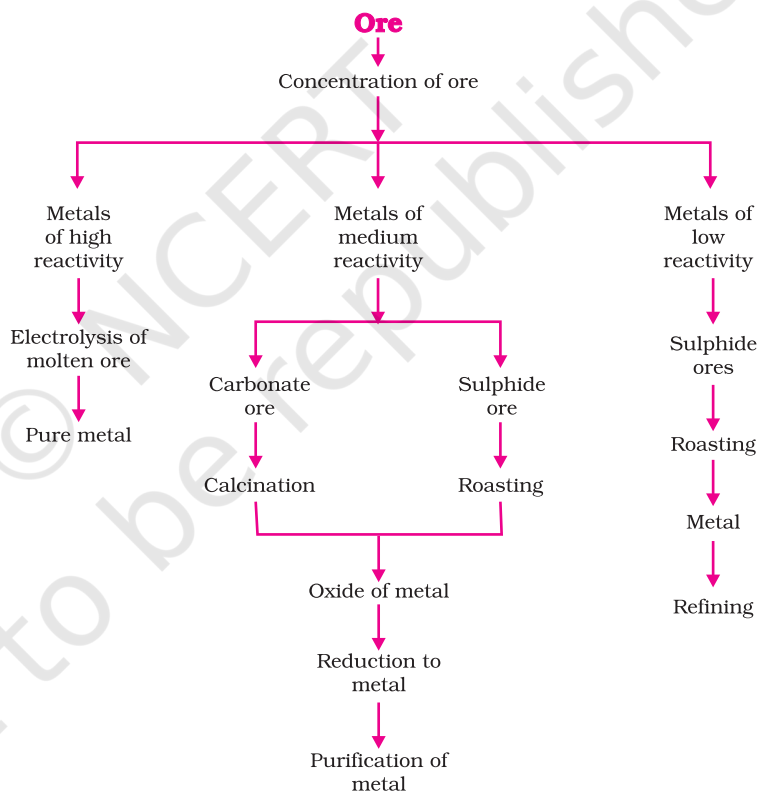 Ore
Concentration of ore
Metals
of high
reactivity
Electrolysis of
molten ore
Pure metal
Metals of
medium
reactivity
Carbonate
ore
Calcination
Sulphide
ore
Roasting
Oxide of metal
Reduction to
metal
Purification of
metal
Metals of
low
reactivity
Sulphide
ores
Roasting
Metal
Refining
© NCERT
to be republishe